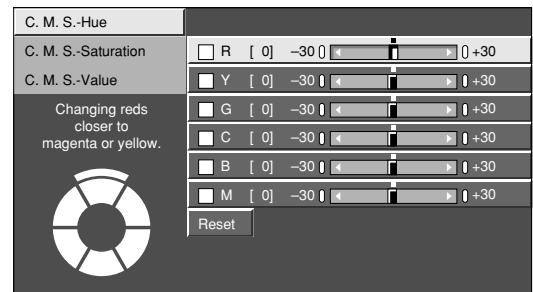 C. M. S.-Hue
C. M. S.-Saturation
C. M. S.-Value
Changing reds
closer to
magenta or yellow.
R [ 0] –30 +30
Y [ 0] –30 +30
G [ 0] –30 +30
C [ 0] –30 +30
B [ 0] –30 +30
M [ 0] –30 +30
Reset